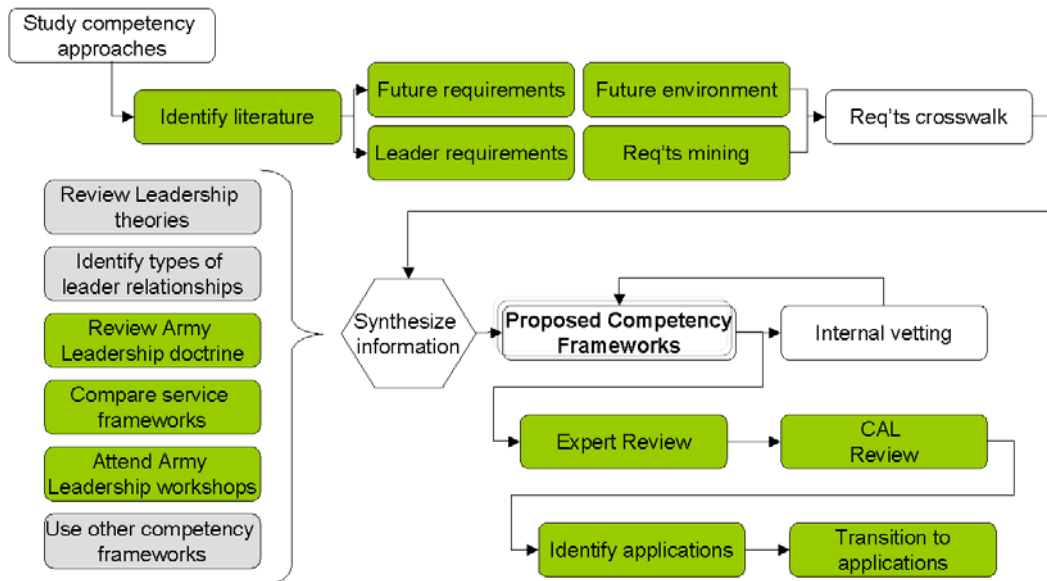 Study competency
approaches
Identify literature
Future requirements
Future environment
Leader requirements
Req'ts mining
Req'ts crosswalk
Review Leadership
theories
Identify types of
leader relationships
Review Army
Leadership doctrine
Compare service
frameworks
Attend Army
Leadership workshops
Use other competency
frameworks
Synthesize
information
Proposed Competency
Frameworks
Internal vetting
Expert Review
CAL
Review
Identify applications
Transition to
applications